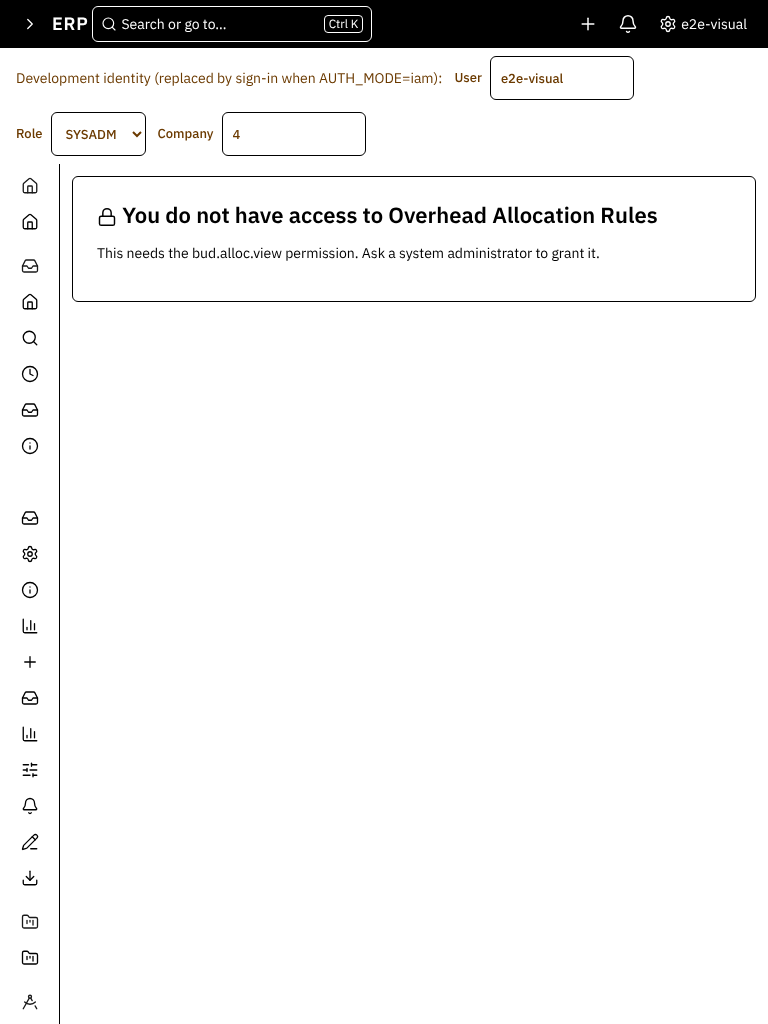 ERP Search or go to... Ctrl K e2e-visual
Development identity (replaced by sign-in when AUTH_MODE=iam): User e2e-visual
Role SYSADM Company 4
You do not have access to Overhead Allocation Rules
This needs the bud.alloc.view permission. Ask a system administrator to grant it.